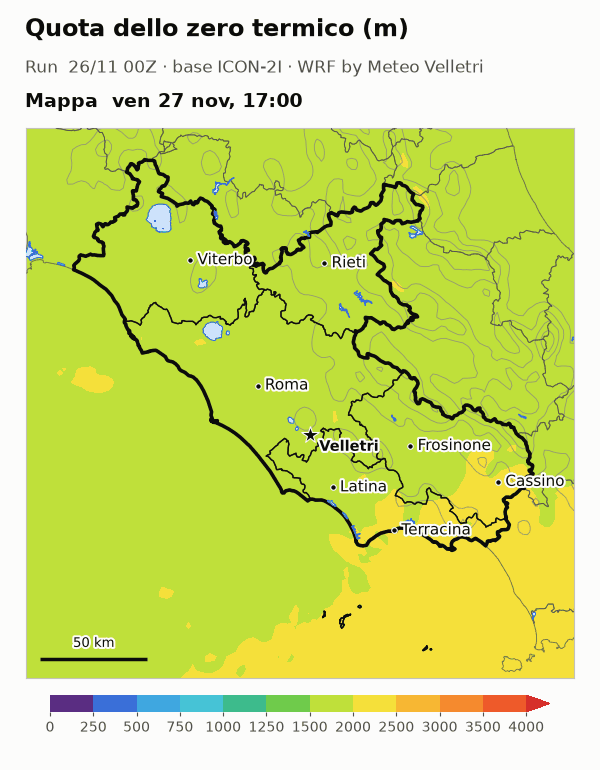 Quota dello zero termico (m)
Run 26/11 00Z · base ICON-2I · WRF by Meteo Velletri
Mappa ven 27 nov, 17:00
Viterbo
Rieti
Roma
Velletri
Frosinone
Cassino
Latina
Terracina
50 km
0 250 500 750 1000 1250 1500 2000 2500 3000 3500 4000